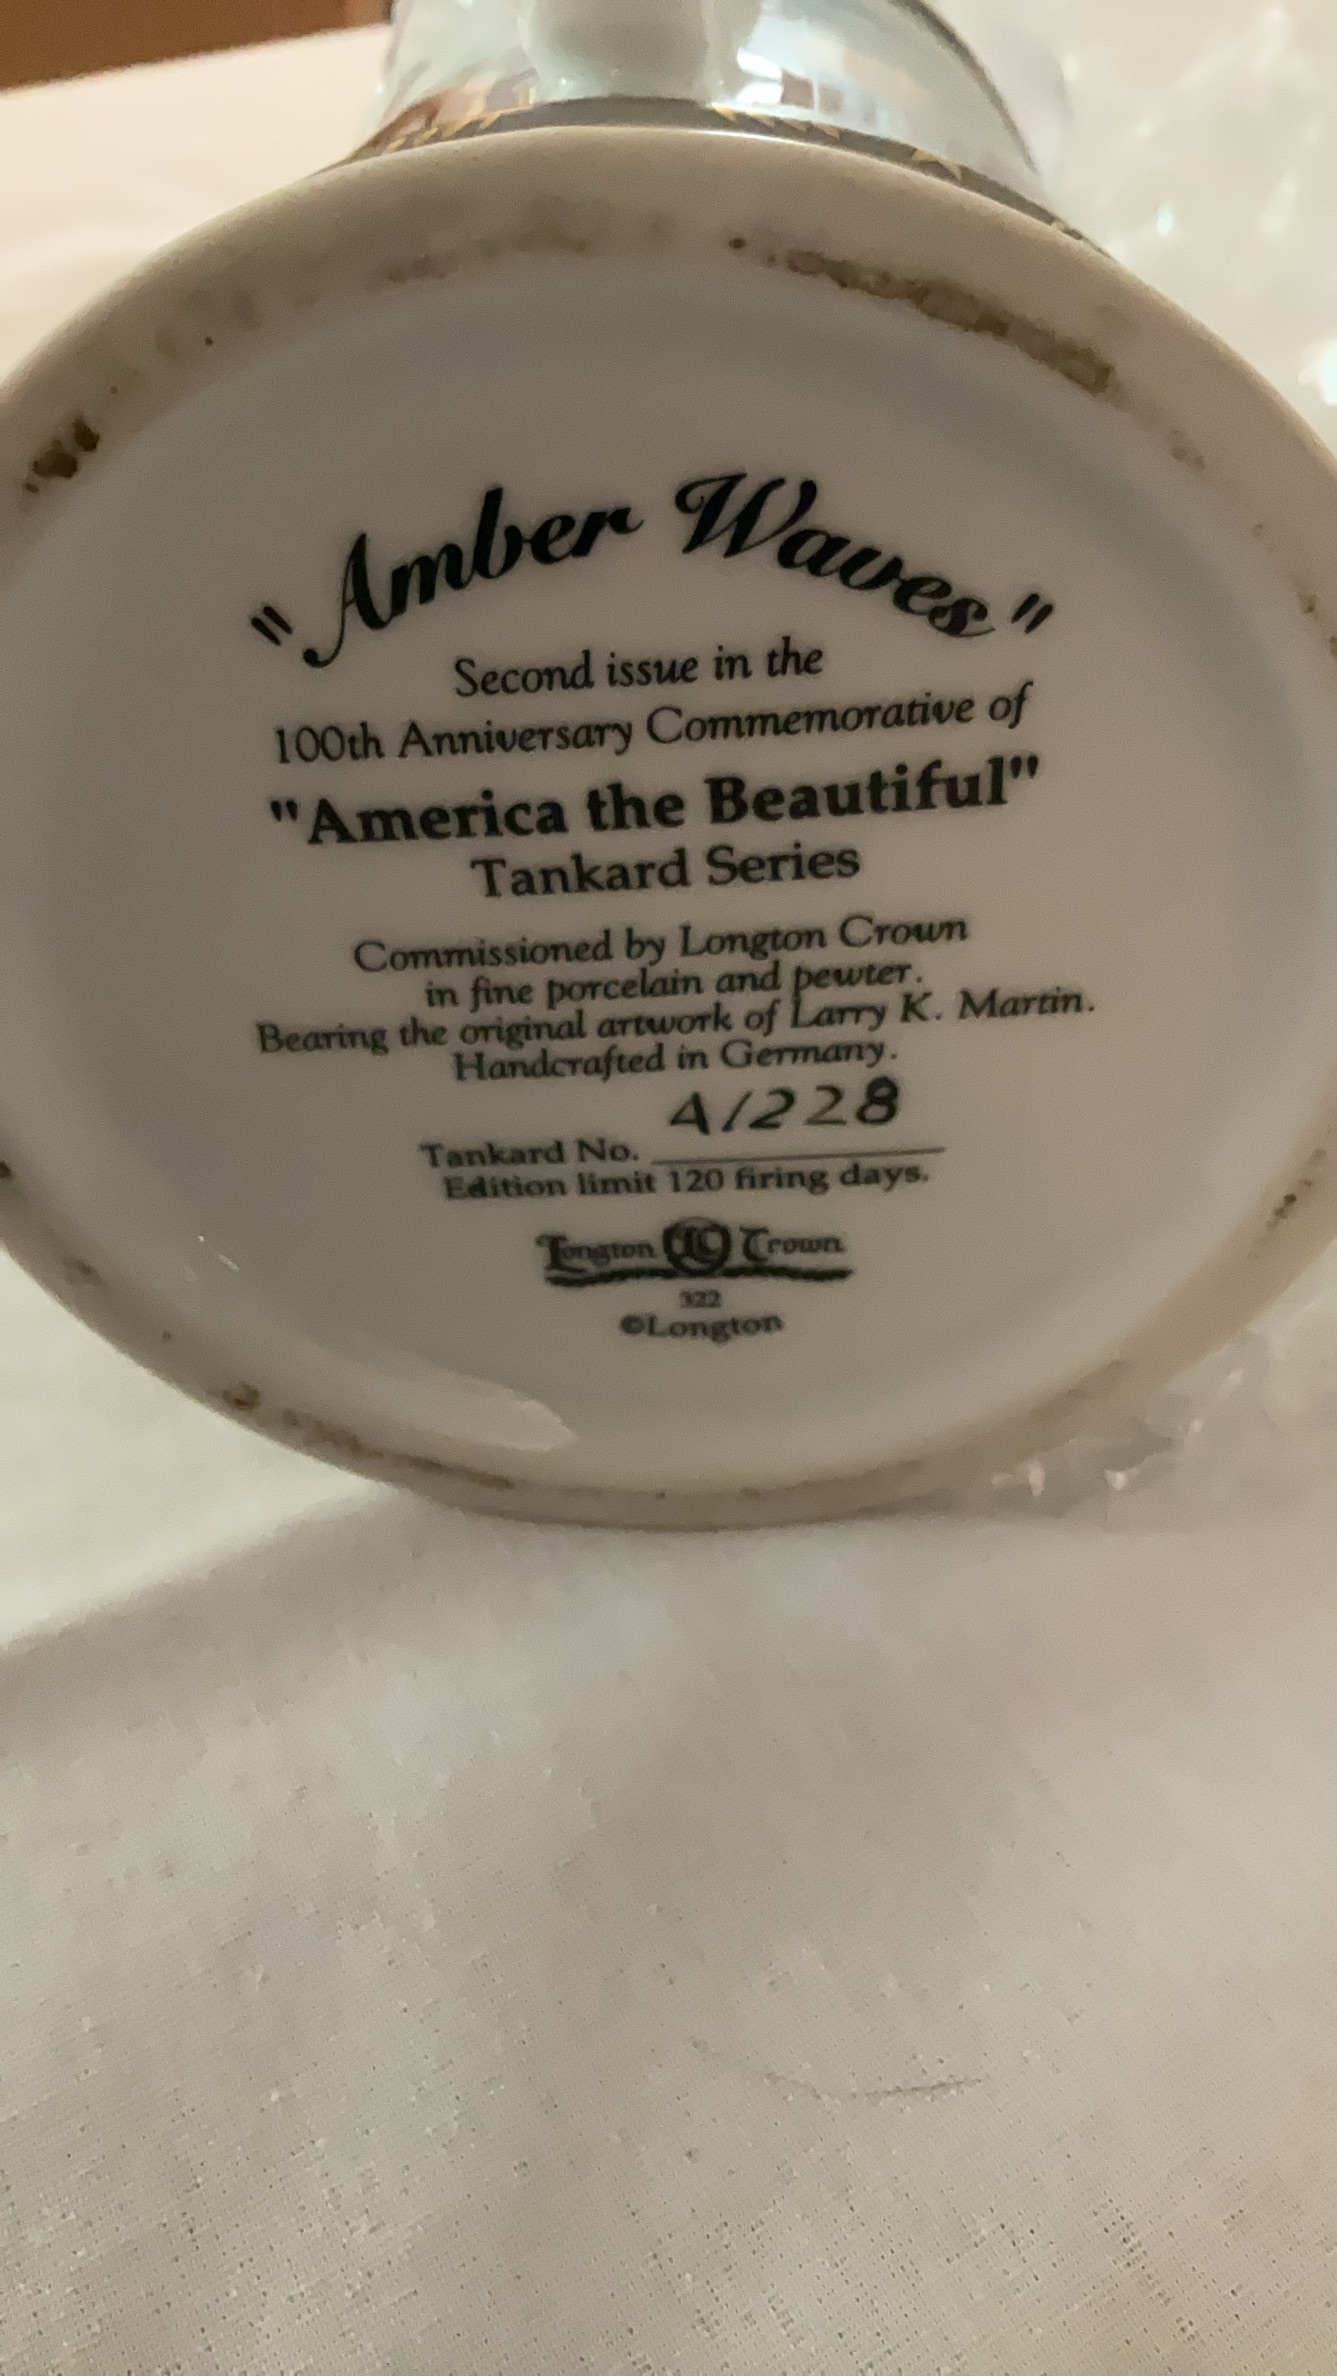 "Amber Waves"
Second issue in the
100th Anniversary Commemorative of
"America the Beautiful"
Tankard Series
Commissioned by Longton Crown
in fine porcelain and pewter.
Bearing the original artwork of Larry K. Martin.
Handcrafted in Germany.
Tankard No. A/228
Edition limit 120 firing days.
Longton LC Crown
322
©Longton